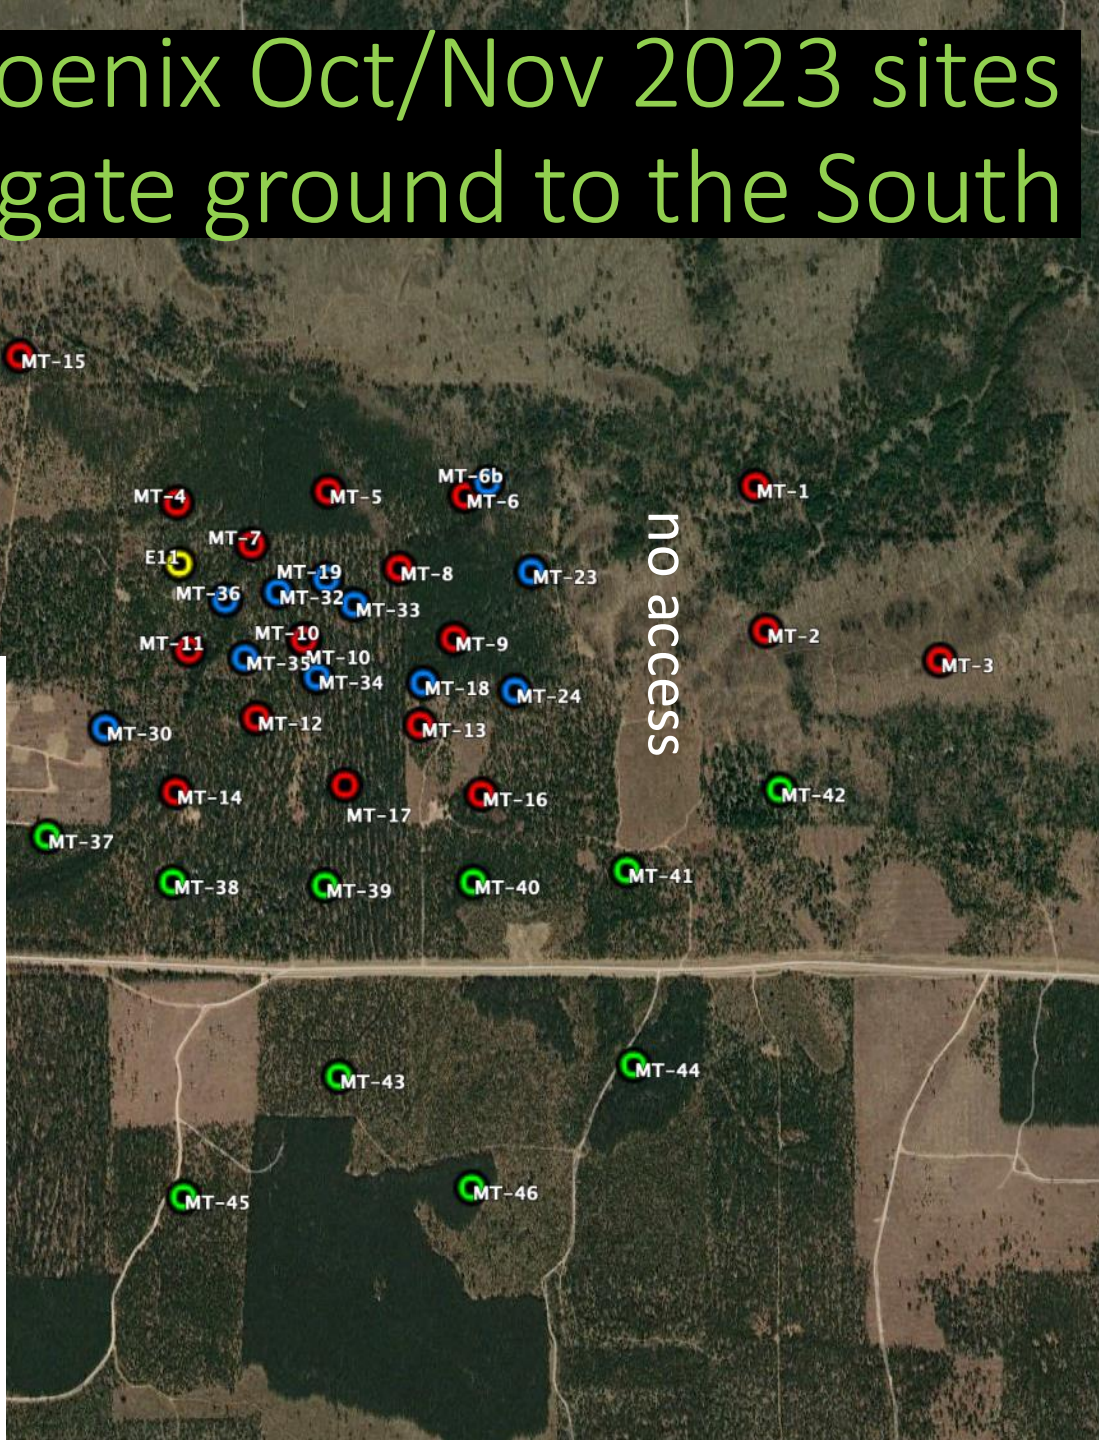 oenix Oct/Nov 2023 sites
gate ground to the South
MT-15
MT-6b
MT-4
MT-5
MT-6
MT-1
MT-7
E11
MT-19
MT-8
MT-23
MT-36
MT-32
MT-33
no access
MT-10
MT-11
MT-9
MT-2
MT-35
MT-10
MT-3
MT-34
MT-18
MT-24
MT-30
MT-12
MT-13
MT-14
MT-16
MT-42
MT-17
MT-37
MT-38
MT-39
MT-40
MT-41
MT-43
MT-44
MT-45
MT-46